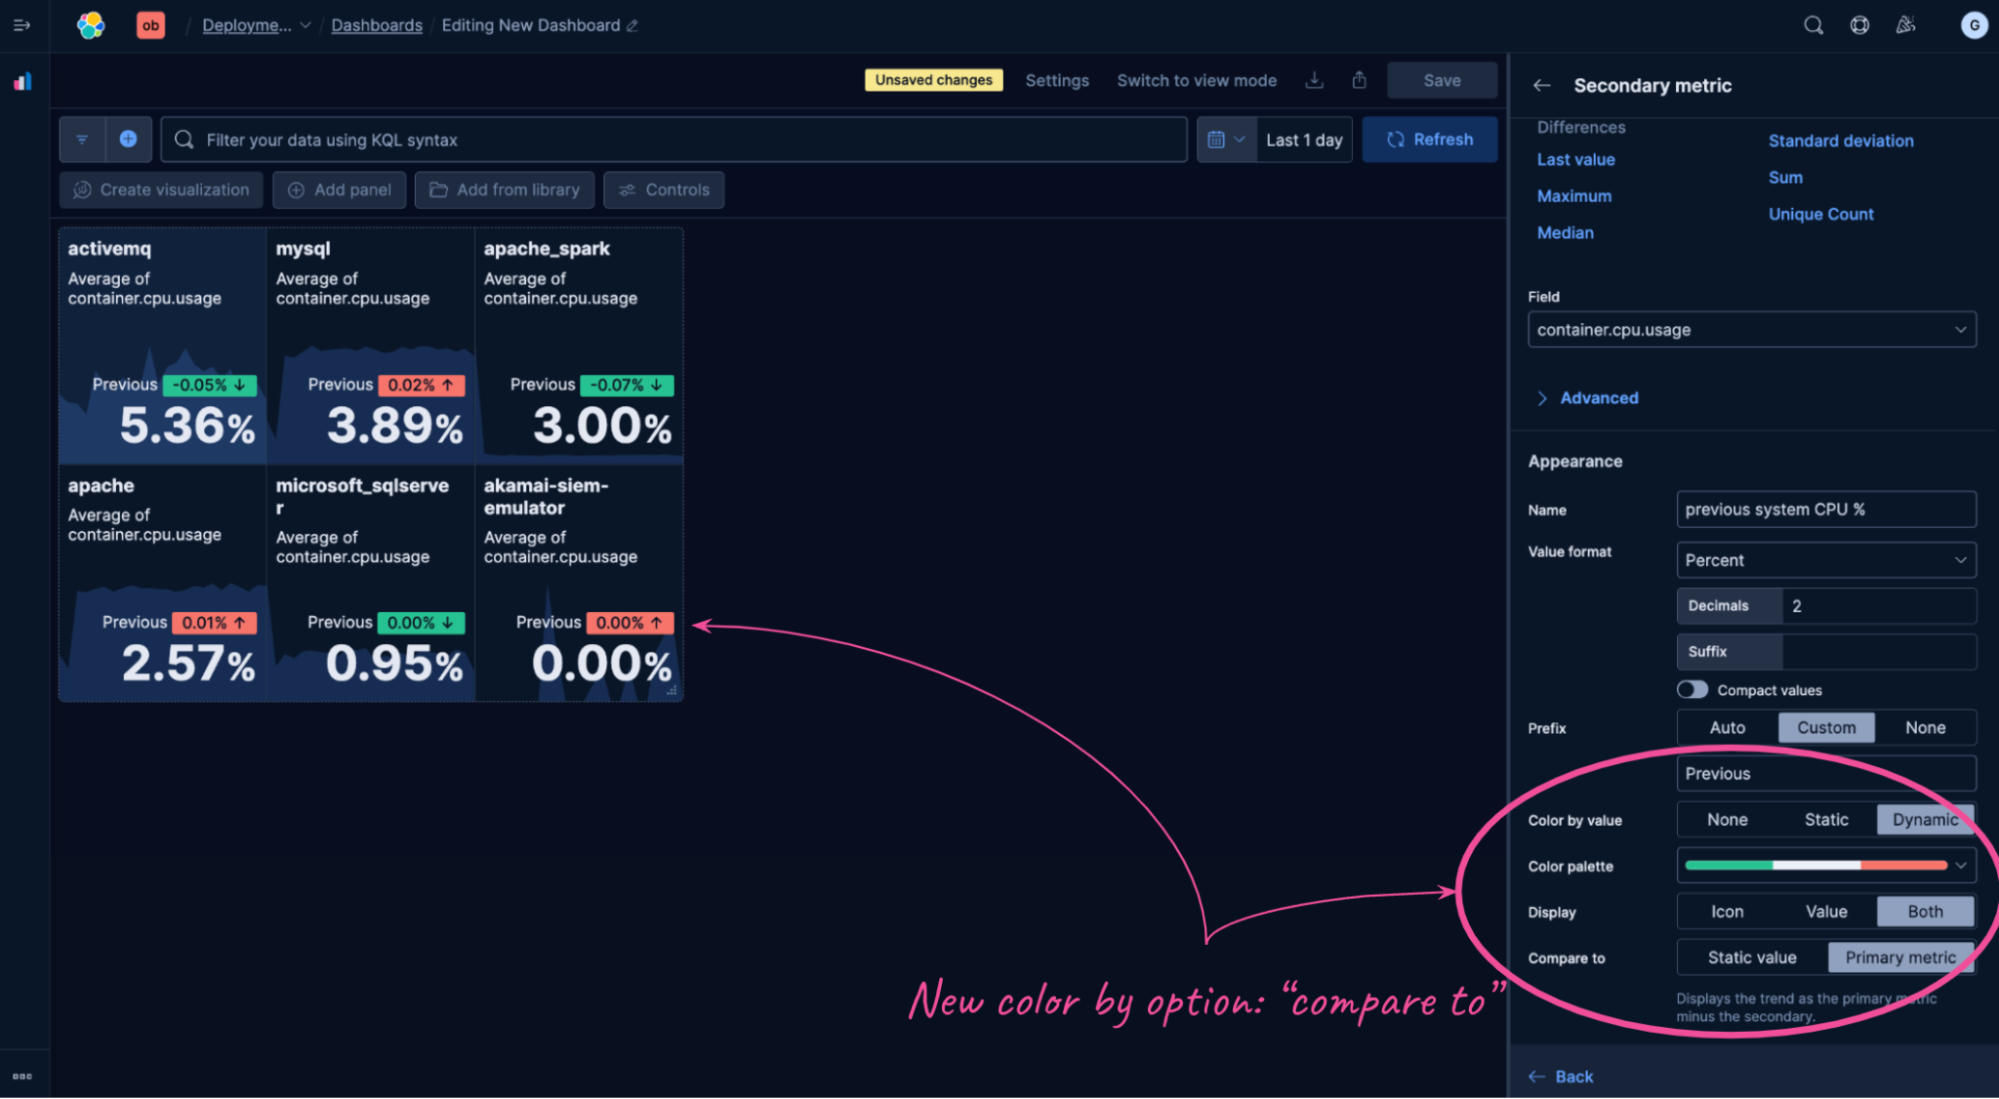 ob / Deployme... / Dashboards / Editing New Dashboard
G
Unsaved changes Settings Switch to view mode Save
Filter your data using KQL syntax Last 1 day Refresh
Create visualization Add panel Add from library Controls
activemq
Average of
container.cpu.usage
Previous -0.05% ↓
5.36%
mysql
Average of
container.cpu.usage
Previous 0.02% ↑
3.89%
apache_spark
Average of
container.cpu.usage
Previous -0.07% ↓
3.00%
apache
Average of
container.cpu.usage
Previous 0.01% ↑
2.57%
microsoft_sqlserve
r
Average of
container.cpu.usage
Previous 0.00% ↓
0.95%
akamai-siem-
emulator
Average of
container.cpu.usage
Previous 0.00% ↑
0.00%
New color by option: “compare to”
Secondary metric
Differences
Last value
Maximum
Median
Standard deviation
Sum
Unique Count
Field
container.cpu.usage
Advanced
Appearance
Name previous system CPU %
Value format Percent
Decimals 2
Suffix
Compact values
Prefix Auto Custom None
Previous
Color by value None Static Dynamic
Color palette
Display Icon Value Both
Compare to Static value Primary metric
Displays the trend as the primary metric
minus the secondary.
Back